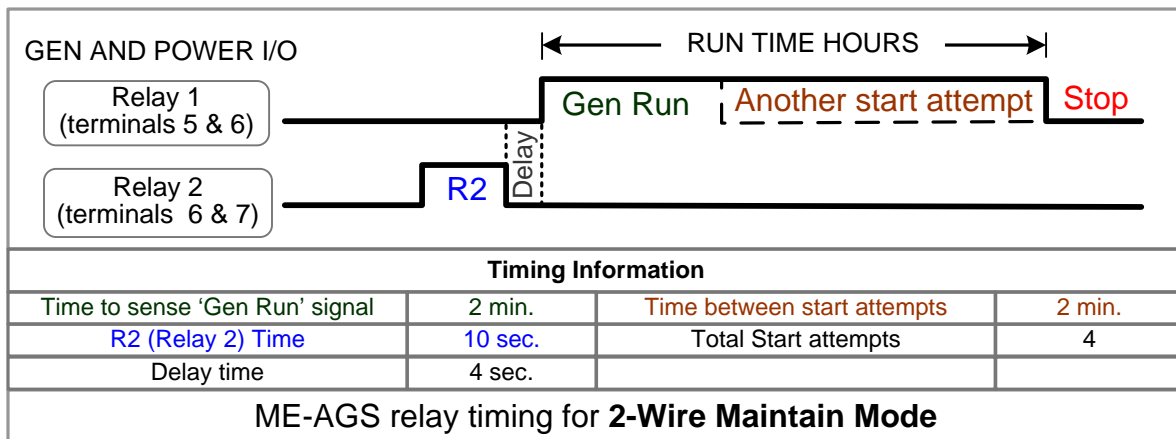 GEN AND POWER I/O
RUN TIME HOURS
Relay 1
(terminals 5 & 6)
Gen Run
Another start attempt
Stop
Delay
Relay 2
(terminals 6 & 7)
R2
Timing Information
Time to sense ‘Gen Run’ signal 2 min. Time between start attempts 2 min.
R2 (Relay 2) Time 10 sec. Total Start attempts 4
Delay time 4 sec.
ME-AGS relay timing for 2-Wire Maintain Mode